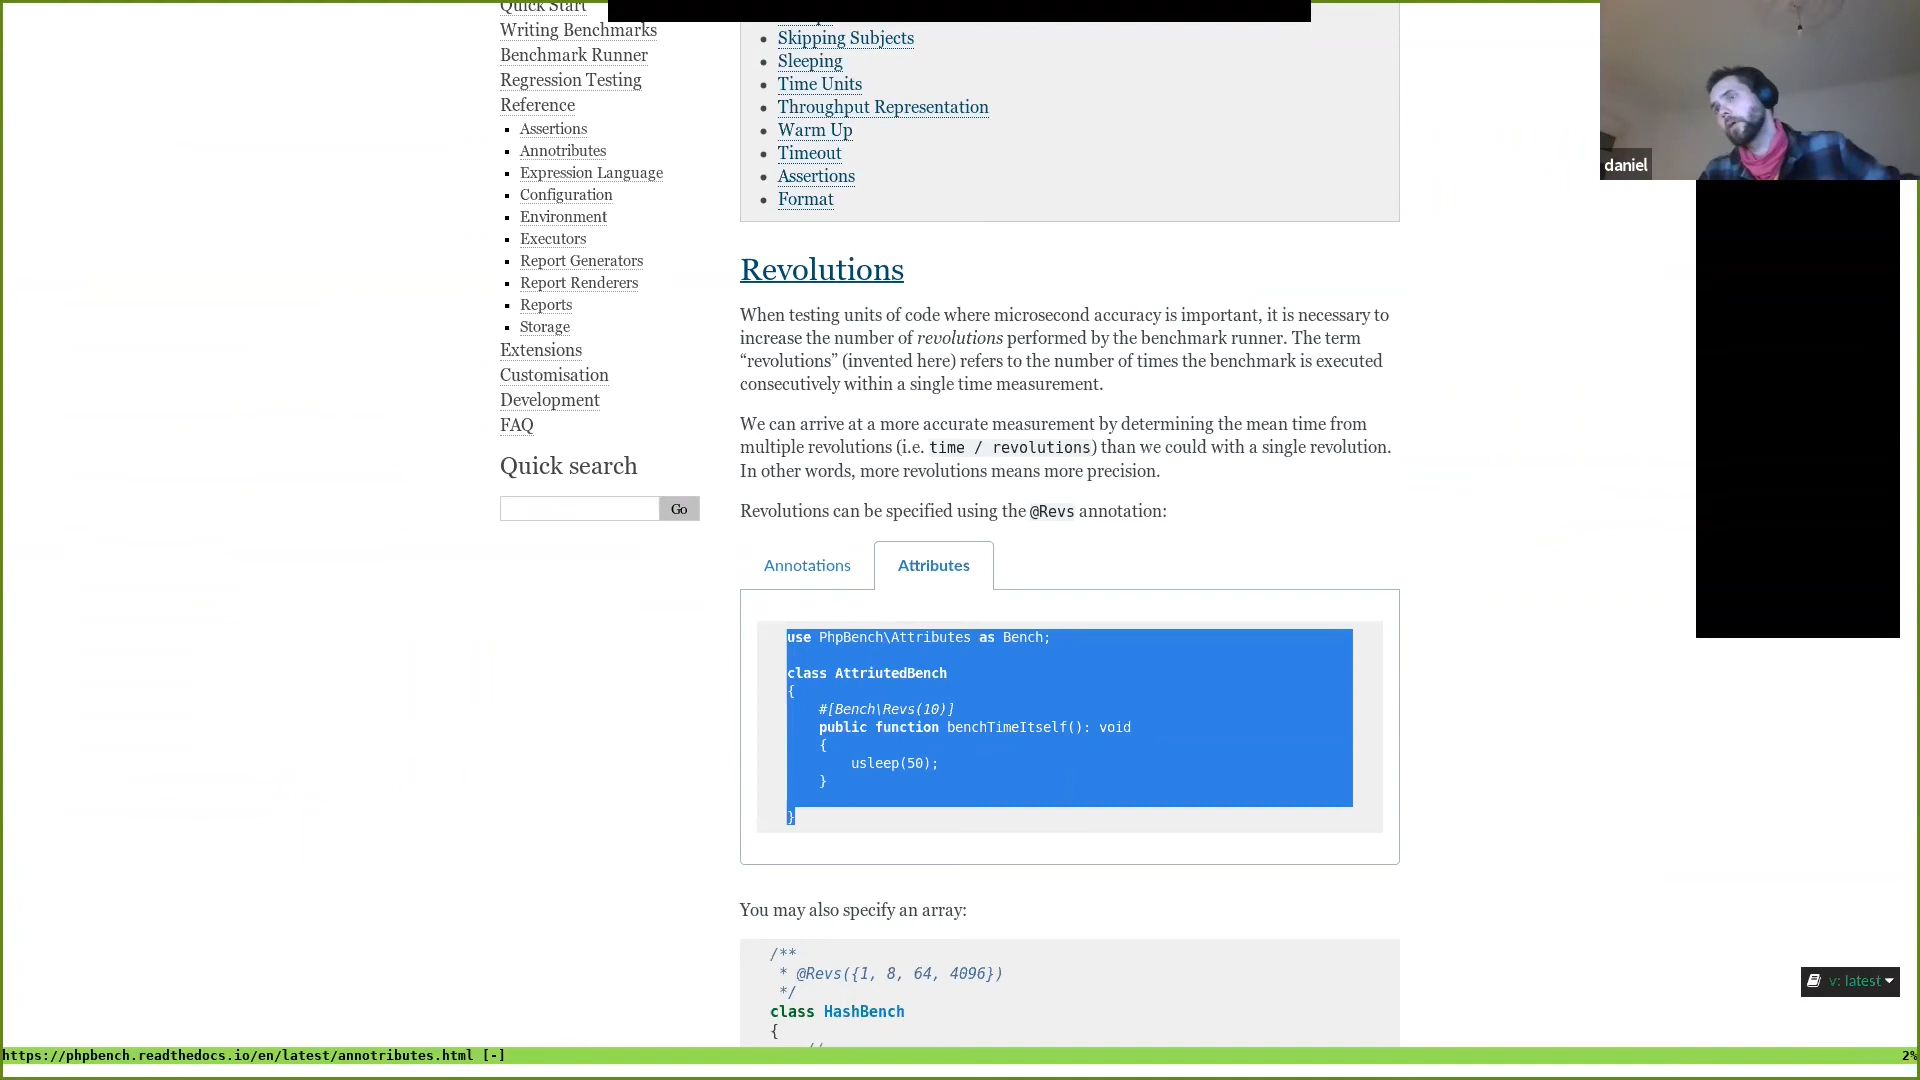 Quick Start
Writing Benchmarks
Benchmark Runner
Regression Testing
Reference
Assertions
Annotributes
Expression Language
Configuration
Environment
Executors
Report Generators
Report Renderers
Reports
Storage
Extensions
Customisation
Development
FAQ
Quick search
Go
Skipping Subjects
Sleeping
Time Units
Throughput Representation
Warm Up
Timeout
Assertions
Format
Revolutions
When testing units of code where microsecond accuracy is important, it is necessary to
increase the number of revolutions performed by the benchmark runner. The term
“revolutions” (invented here) refers to the number of times the benchmark is executed
consecutively within a single time measurement.
We can arrive at a more accurate measurement by determining the mean time from
multiple revolutions (i.e. time / revolutions) than we could with a single revolution.
In other words, more revolutions means more precision.
Revolutions can be specified using the @Revs annotation:
Annotations Attributes
use PhpBench\Attributes as Bench;
class AttriutedBench
{
#[Bench\Revs(10)]
public function benchTimeItself(): void
{
usleep(50);
}
}
You may also specify an array:
/**
* @Revs({1, 8, 64, 4096})
*/
class HashBench
{
daniel
v: latest
https://phpbench.readthedocs.io/en/latest/annotributes.html [-]
2%